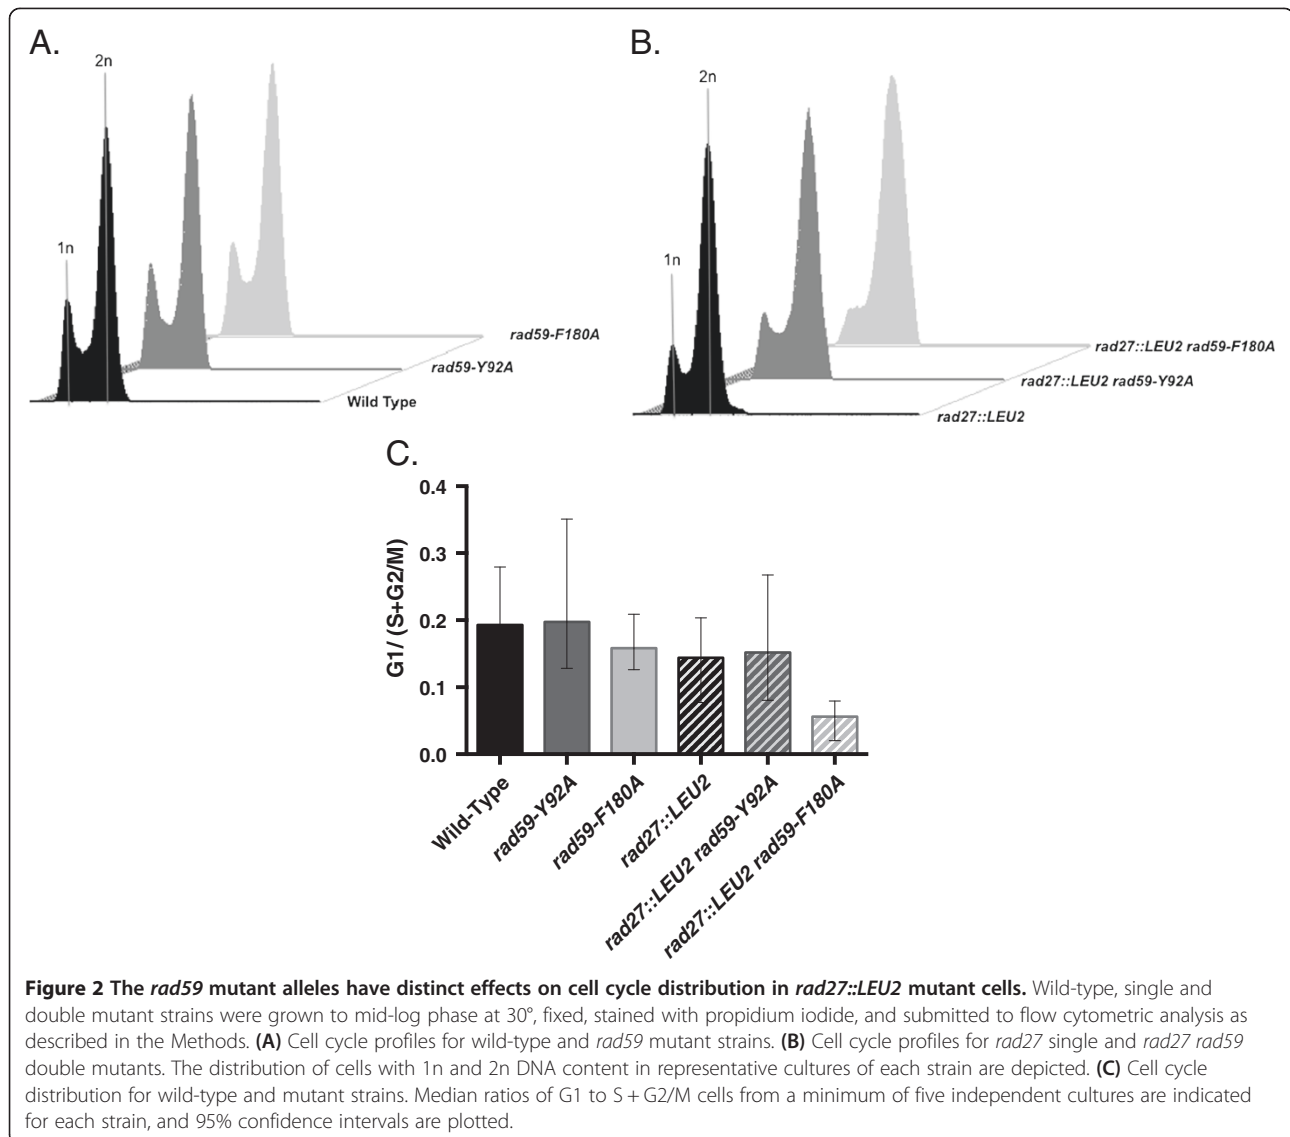 A.
2n
1n
rad59-F180A
rad59-Y92A
Wild Type
B.
2n
1n
rad27::LEU2 rad59-F180A
rad27::LEU2 rad59-Y92A
rad27::LEU2
C.
G1/ (S+G2/M)
0.4
0.3
0.2
0.1
0.0
Wild-Type
rad59-Y92A
rad59-F180A
rad27::LEU2
rad27::LEU2 rad59-Y92A
rad27::LEU2 rad59-F180A
Figure 2 The rad59 mutant alleles have distinct effects on cell cycle distribution in rad27::LEU2 mutant cells. Wild-type, single and
double mutant strains were grown to mid-log phase at 30°, fixed, stained with propidium iodide, and submitted to flow cytometric analysis as
described in the Methods. (A) Cell cycle profiles for wild-type and rad59 mutant strains. (B) Cell cycle profiles for rad27 single and rad27 rad59
double mutants. The distribution of cells with 1n and 2n DNA content in representative cultures of each strain are depicted. (C) Cell cycle
distribution for wild-type and mutant strains. Median ratios of G1 to S + G2/M cells from a minimum of five independent cultures are indicated
for each strain, and 95% confidence intervals are plotted.